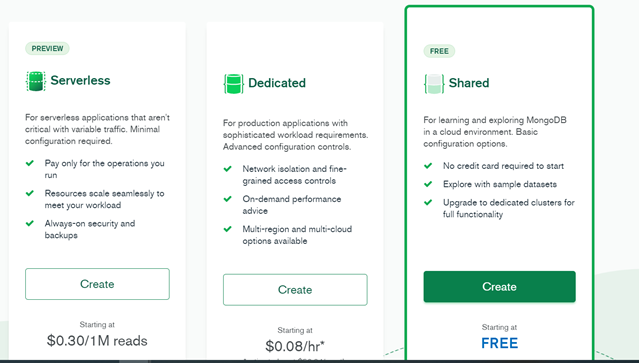 PREVIEW
Serverless
For serverless applications that aren't
critical with variable traffic. Minimal
configuration required.
Pay only for the operations you
run
Resources scale seamlessly to
meet your workload
Always-on security and
backups
Create
Starting at
$0.30/1M reads
Dedicated
For production applications with
sophisticated workload requirements.
Advanced configuration controls.
Network isolation and fine-
grained access controls
On-demand performance
advice
Multi-region and multi-cloud
options available
Create
Starting at
$0.08/hr*
FREE
Shared
For learning and exploring MongoDB
in a cloud environment. Basic
configuration options.
No credit card required to start
Explore with sample datasets
Upgrade to dedicated clusters for
full functionality
Create
Starting at
FREE